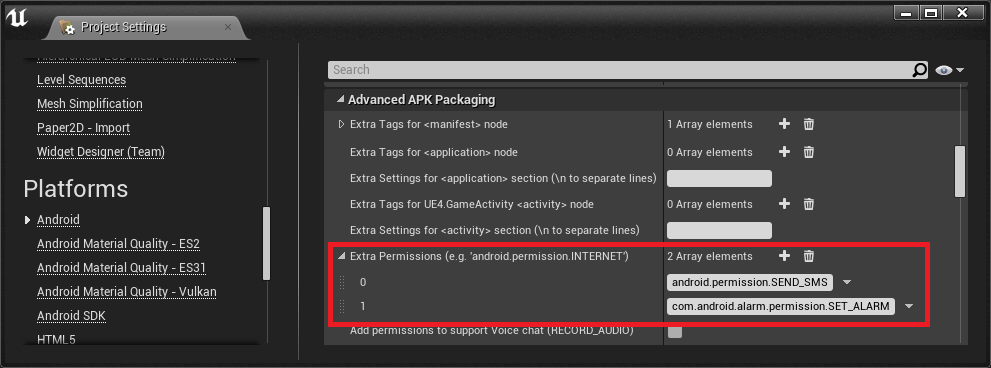 Project Settings
Hierarchical LOD Mesh Simplification
Level Sequences
Mesh Simplification
Paper2D - Import
Widget Designer (Team)
Platforms
Android
Android Material Quality - ES2
Android Material Quality - ES31
Android Material Quality - Vulkan
Android SDK
HTML5
Search
Advanced APK Packaging
Extra Tags for <manifest> node 1 Array elements
Extra Tags for <application> node 0 Array elements
Extra Settings for <application> section (\n to separate lines)
Extra Tags for UE4.GameActivity <activity> node 0 Array elements
Extra Settings for <activity> section (\n to separate lines)
Extra Permissions (e.g. 'android.permission.INTERNET') 2 Array elements
0 android.permission.SEND_SMS
1 com.android.alarm.permission.SET_ALARM
Add permissions to support Voice chat (RECORD_AUDIO)